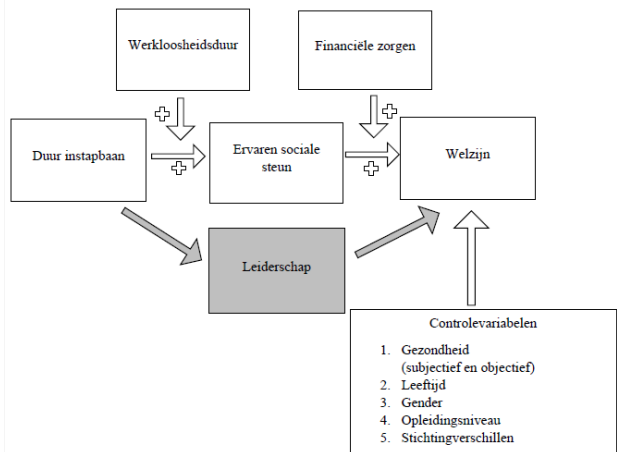 Werkloosheidsduur
Financiële zorgen
Duur instapbaan
Ervaren sociale
steun
Welzijn
Leiderschap
Controlevariabelen
1. Gezondheid
(subjectief en objectief)
2. Leeftijd
3. Gender
4. Opleidingsniveau
5. Stichtingverschillen